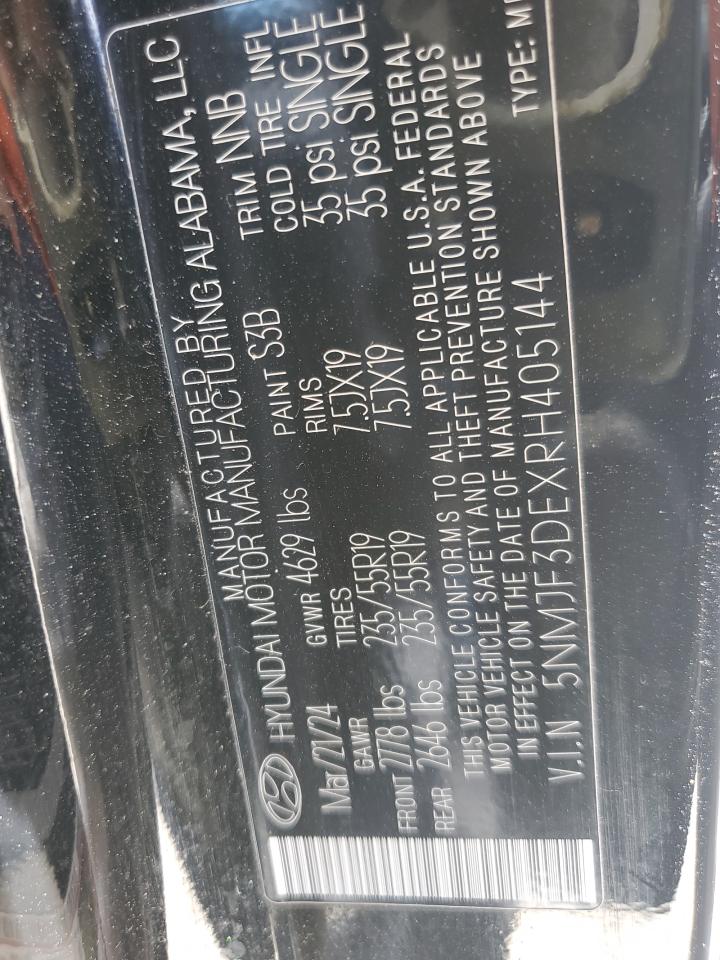 MANUFACTURED BY
HYUNDAI MOTOR MANUFACTURING ALABAMA, LLC
Mar/21/24 GVWR 4629 lbs PAINT S3B TRIM NNB
GAWR TIRES RIMS COLD TIRE INFL
FRONT 2778 lbs 235/55R19 7.5JX19 35 psi SINGLE
REAR 2646 lbs 235/55R19 7.5JX19 35 psi SINGLE
THIS VEHICLE CONFORMS TO ALL APPLICABLE U.S.A. FEDERAL
MOTOR VEHICLE SAFETY AND THEFT PREVENTION STANDARDS
IN EFFECT ON THE DATE OF MANUFACTURE SHOWN ABOVE
V.I.N 5NMJF3DEXRH405144 TYPE: